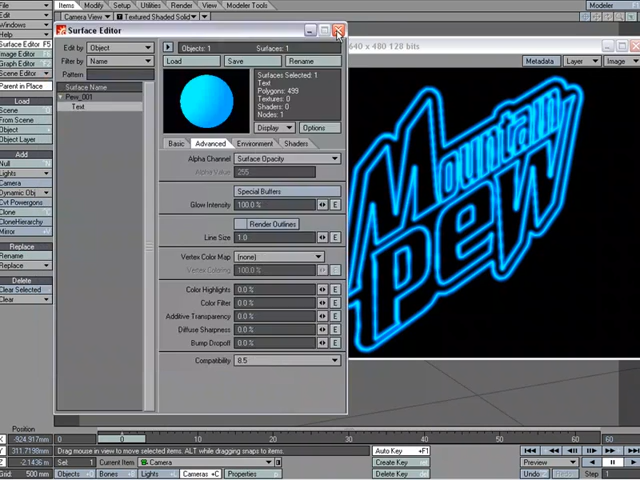 Items Modify Setup Utilities Render View Modeler Tools Modeler
Edit
Camera View Textured Shaded Solid
Windows
Help
Surface Editor F5
Image Editor
Graph Editor
Scene Editor
Parent in Place
Load
Scene
From Scene
Object
Object Layer
Add
Null
Lights
Camera
Dynamic Obj
Cvt Powergons
Clone
CloneHierarchy
Mirror
Replace
Rename
Replace
Delete
Clear Selected
Clear
Surface Editor
Edit by Object
Filter by Name
Pattern
Surface Name
Pew_001
Text
Objects: 1 Surfaces: 1
Load Save Rename
Surfaces Selected: 1
Text
Polygons: 499
Textures: 0
Shaders: 0
Nodes: 1
Display Options
Basic Advanced Environment Shaders
Alpha Channel Surface Opacity
Alpha Value 255
Special Buffers
Glow Intensity 100.0 % E
Render Outlines
Line Size 1.0 E
Vertex Color Map (none)
Vertex Coloring 100.0 % E
Color Highlights 0.0 % E
Color Filter 0.0 % E
Additive Transparency 0.0 % E
Diffuse Sharpness 0.0 % E
Bump Dropoff 0.0 % E
Compatibility 8.5
640 x 480 128 bits
Metadata Layer Image
Mountain
Pew
Position
X -924.917mm
Y 311.7198mm
Z -2.1436 m
Grid: 500 mm
0 0 10 20 30 40 50 60 60
Drag mouse in view to move selected items. ALT while dragging snaps to items.
Sel: 1 Current Item Camera
Objects +O Bones +B Lights +L Cameras +C Properties
Auto Key +F1
Create Key
Delete Key
Preview
Undo Step 1